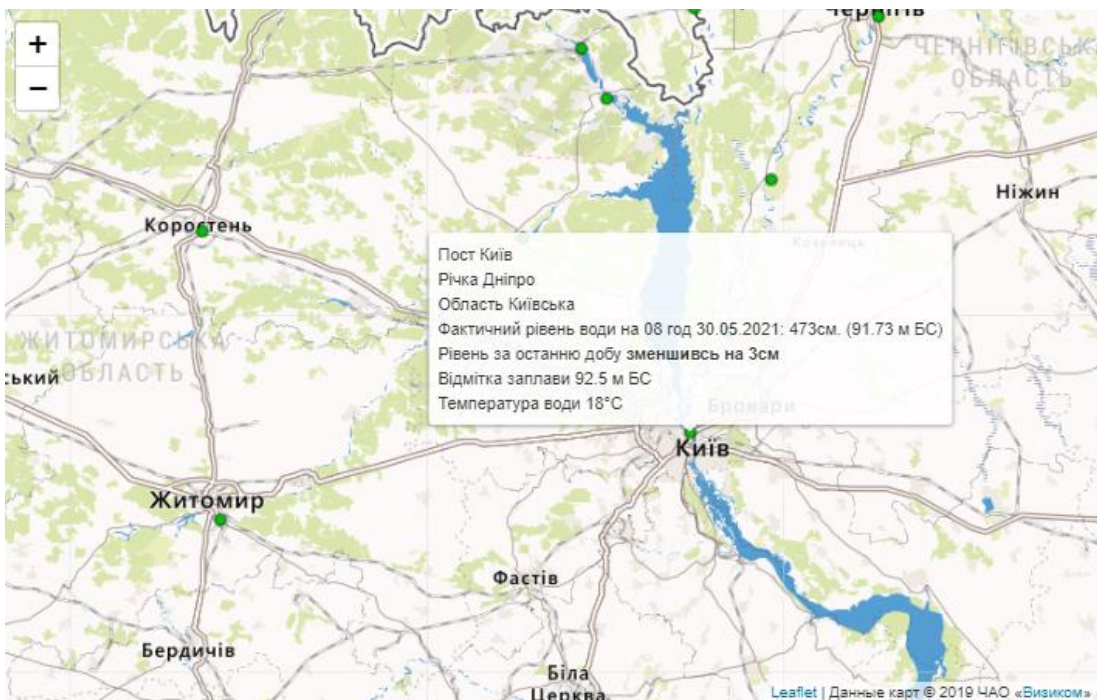 +
−
Чернігів
ЧЕРНІГІВСЬКА
ОБЛАСТЬ
Ніжин
Коростень
Козелець
Пост Київ
Річка Дніпро
Область Київська
Фактичний рівень води на 08 год 30.05.2021: 473см. (91.73 м БС)
Рівень за останню добу зменшивсь на 3см
Відмітка заплави 92.5 м БС
Температура води 18°C
ЖИТОМИРСЬКА
ОБЛАСТЬ
ський
Бровари
Київ
Житомир
Фастів
Бердичів
Біла
Церква
Leaflet | Данные карт © 2019 ЧАО «Визиком»